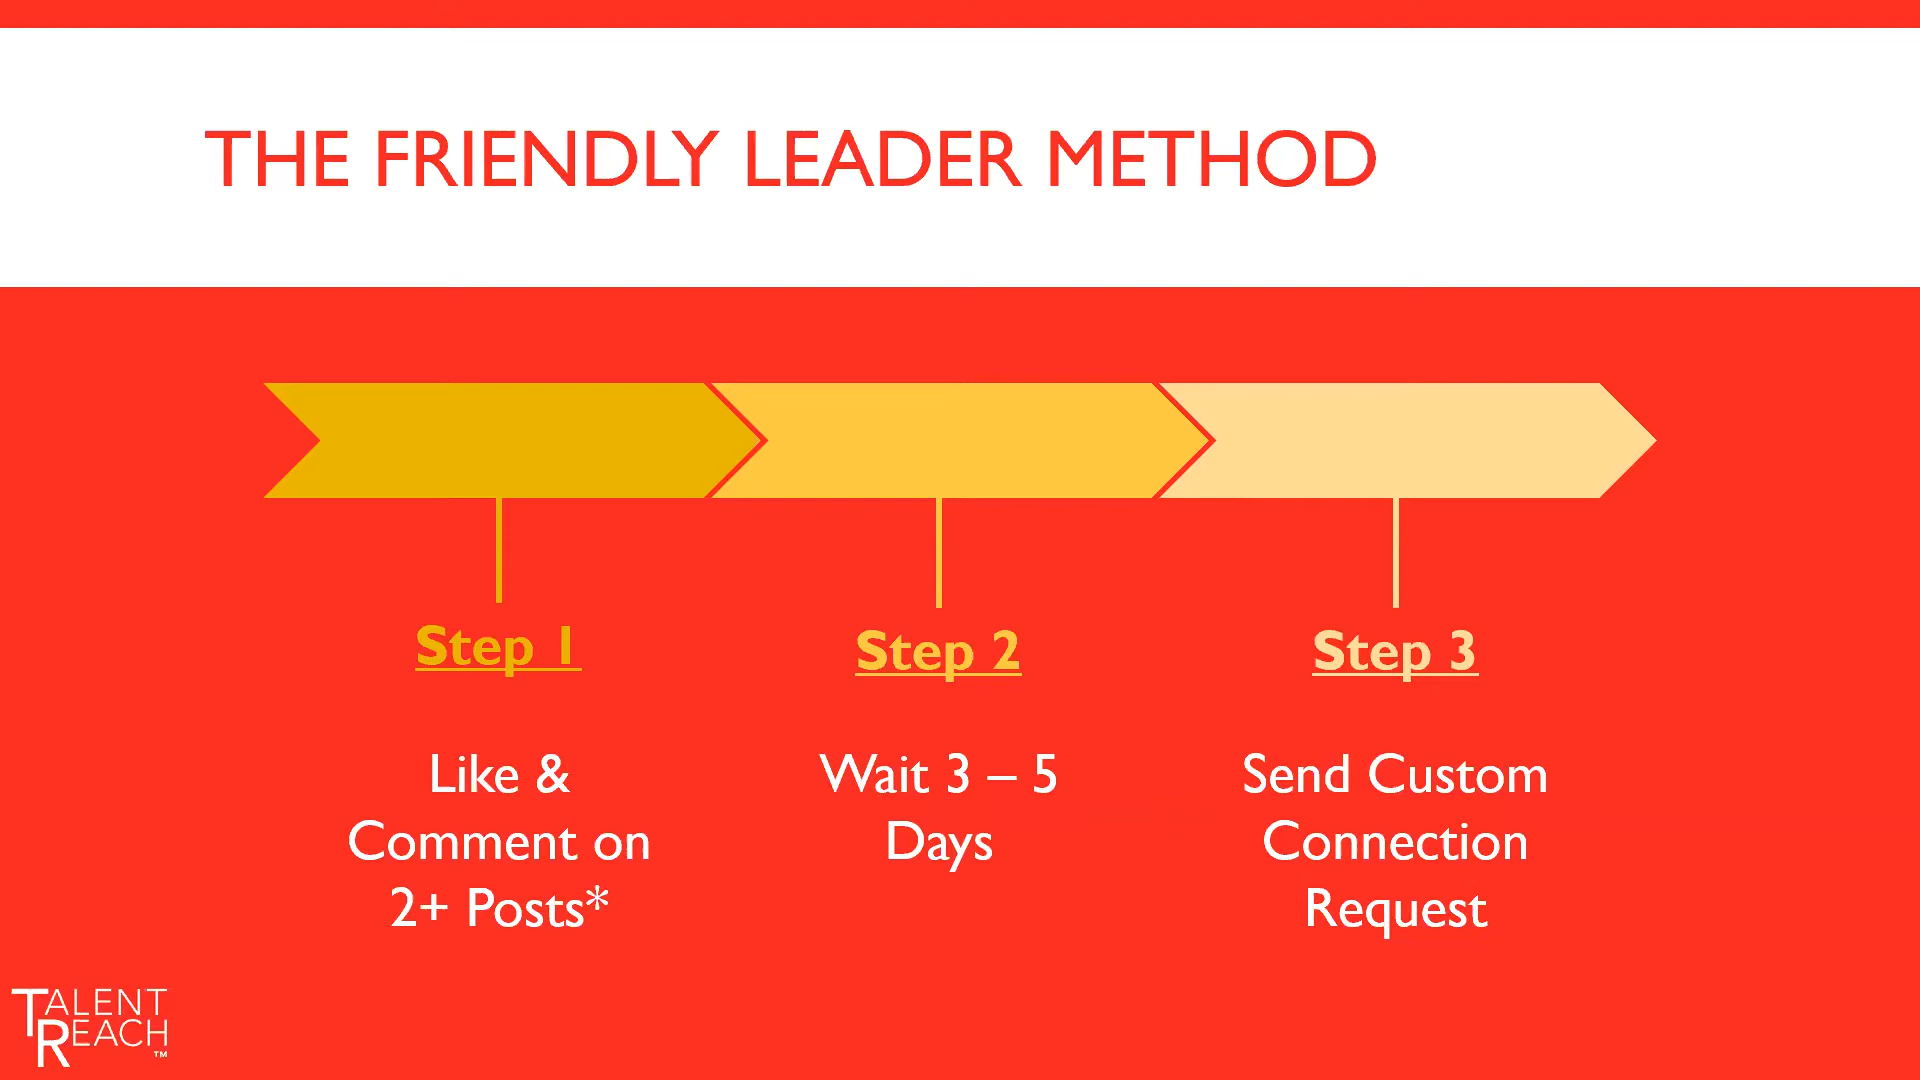 THE FRIENDLY LEADER METHOD
Step 1
Like &
Comment on
2+ Posts*
Step 2
Wait 3 – 5
Days
Step 3
Send Custom
Connection
Request
TALENT
REACH
™